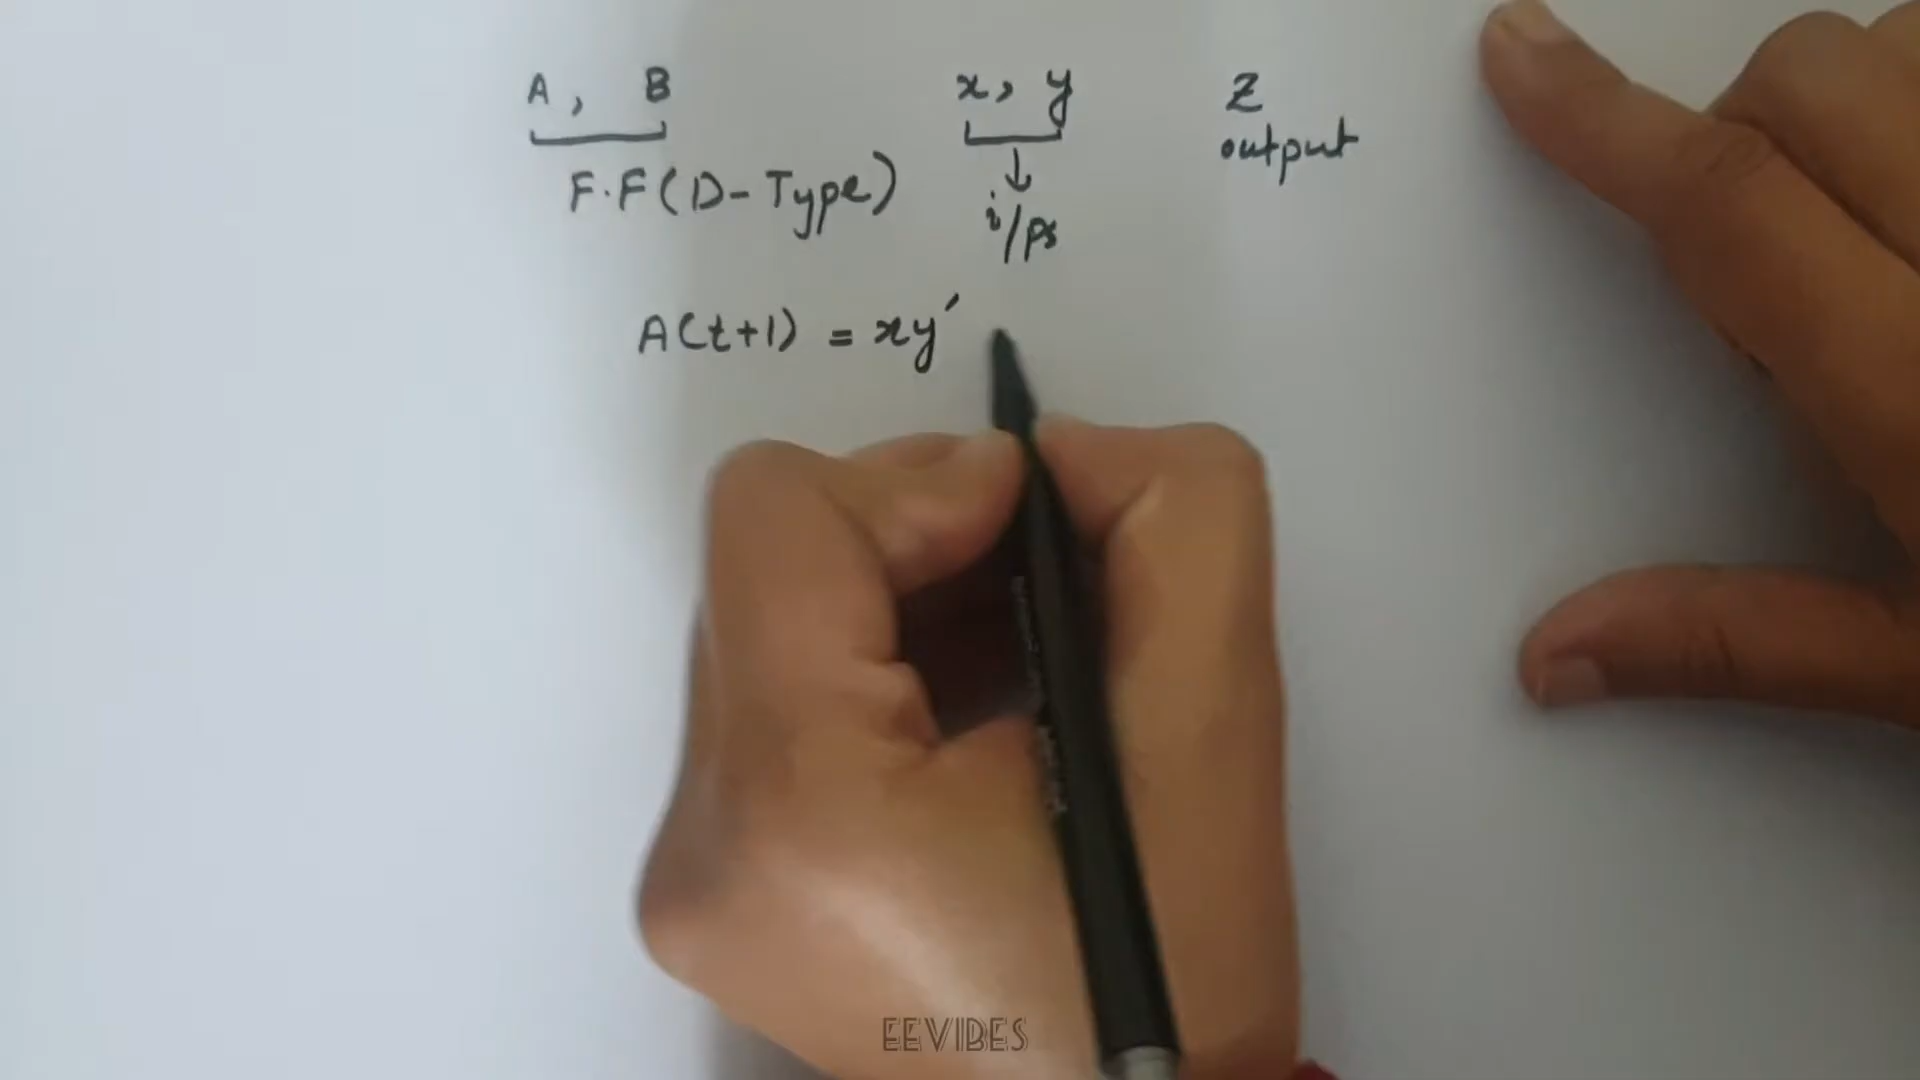 A, B x, y Z
output
F.F(D-Type) i/ps
A(t+1) = xy′
EEVIBES